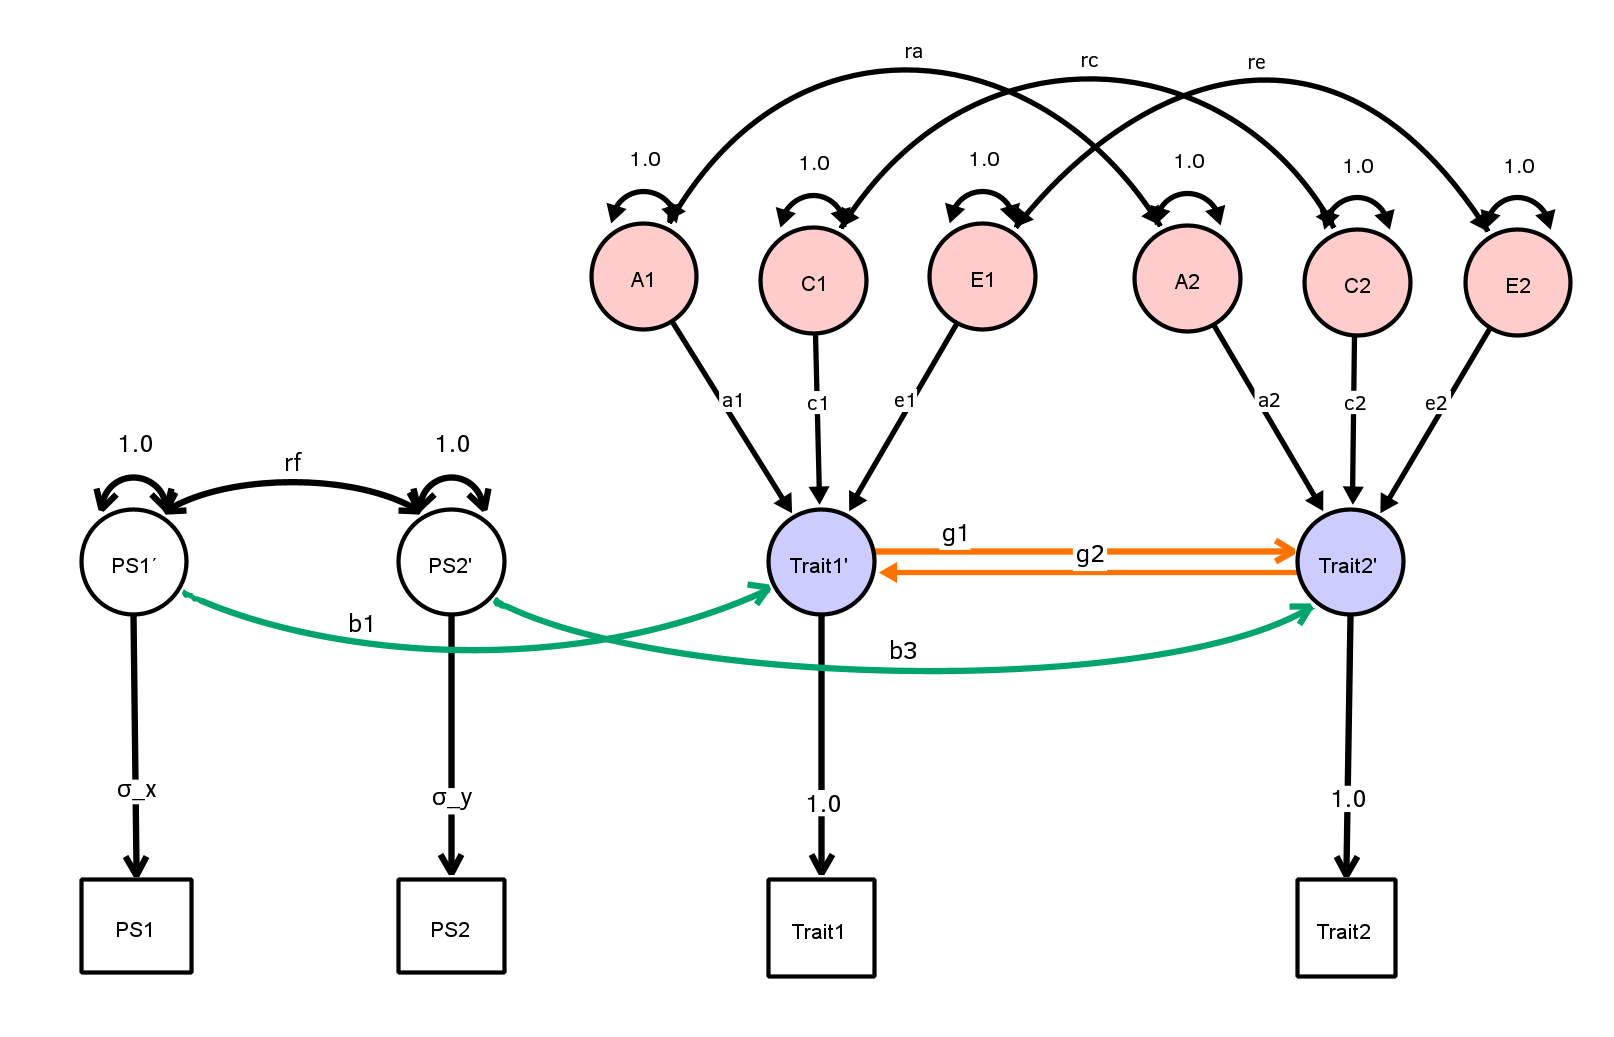 ra
rc
re
1.0
1.0
1.0
1.0
1.0
1.0
A1
C1
E1
A2
C2
E2
a1
c1
e1
a2
c2
e2
1.0
1.0
rf
g1
g2
PS1´
PS2'
Trait1'
Trait2'
b1
b3
σ_x
σ_y
1.0
1.0
PS1
PS2
Trait1
Trait2